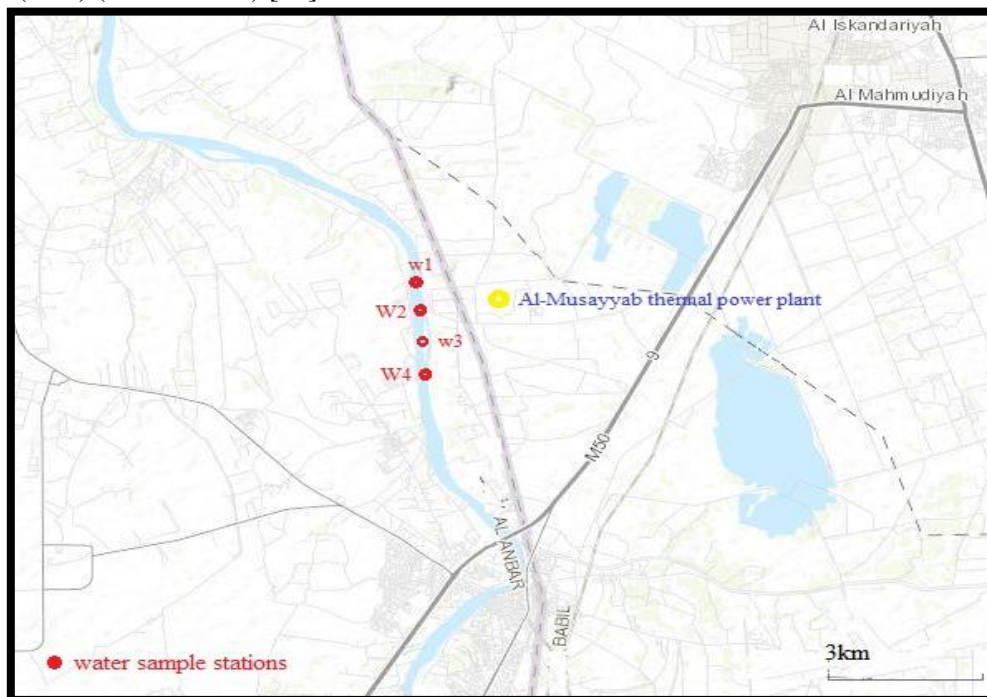 Al Iskandariyah
Al Mahmudiyah
w1
W2
Al-Musayyab thermal power plant
w3
W4
9
M50
AL ANBAR
BABIL
water sample stations
3km